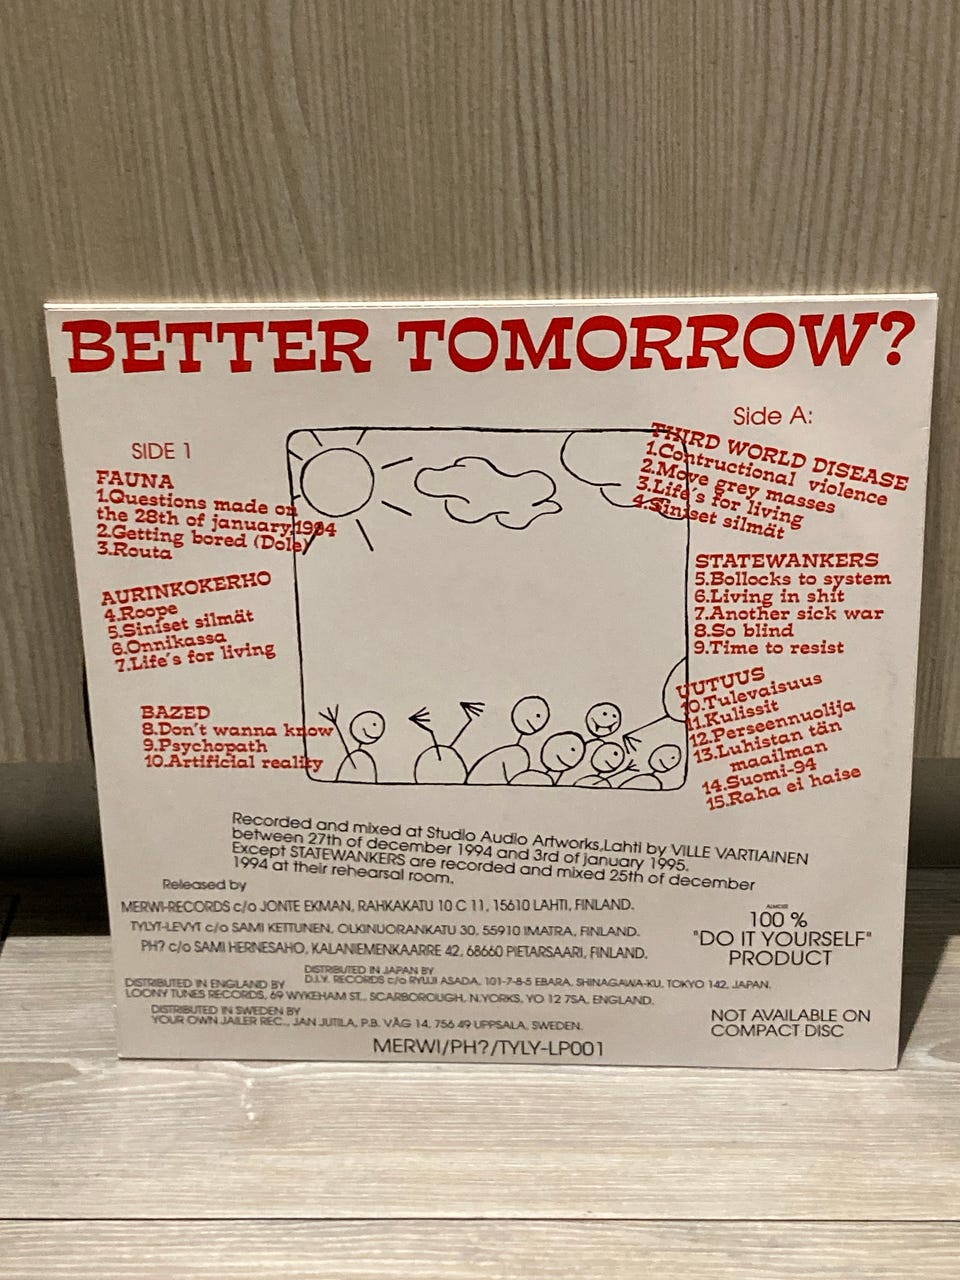 BETTER TOMORROW?
SIDE 1
FAUNA
1.Questions made on
the 28th of january,1994
2.Getting bored (Dole)
3.Routa
AURINKOKERHO
4.Roope
5.Siniset silmät
6.Onnikassa
7.Life's for living
BAZED
8.Don't wanna know
9.Psychopath
10.Artificial reality
Side A:
THIRD WORLD DISEASE
1.Contructional violence
2.Move grey masses
3.Life's for living
4.Siniset silmät
STATEWANKERS
5.Bollocks to system
6.Living in shit
7.Another sick war
8.So blind
9.Time to resist
UUTUUS
10.Tulevaisuus
11.Kulissit
12.Perseennuolija
13.Luhistan tän
maailman
14.Suomi-94
15.Raha ei haise
Recorded and mixed at Studio Audio Artworks,Lahti by VILLE VARTIAINEN
between 27th of december 1994 and 3rd of january 1995.
Except STATEWANKERS are recorded and mixed 25th of december
1994 at their rehearsal room.
Released by
MERWI-RECORDS c/o JONTE EKMAN, RAHKAKATU 10 C 11, 15610 LAHTI, FINLAND.
TYLYT-LEVYT c/o SAMI KETTUNEN, OLKINUORANKATU 30, 55910 IMATRA, FINLAND.
PH? c/o SAMI HERNESAHO, KALANIEMENKAARRE 42, 68660 PIETARSAARI, FINLAND.
DISTRIBUTED IN JAPAN BY
D.I.Y. RECORDS c/o RYUJI ASADA, 101-7-8-5 EBARA, SHINAGAWA-KU, TOKYO 142, JAPAN.
DISTRIBUTED IN ENGLAND BY
LOONY TUNES RECORDS, 69 WYKEHAM ST., SCARBOROUGH, N.YORKS, YO 12 7SA, ENGLAND.
DISTRIBUTED IN SWEDEN BY
YOUR OWN JAILER REC., JAN JUTILA, P.B. VÅG 14, 756 49 UPPSALA, SWEDEN.
MERWI/PH?/TYLY-LP001
ALMOST
100 %
"DO IT YOURSELF"
PRODUCT
NOT AVAILABLE ON
COMPACT DISC